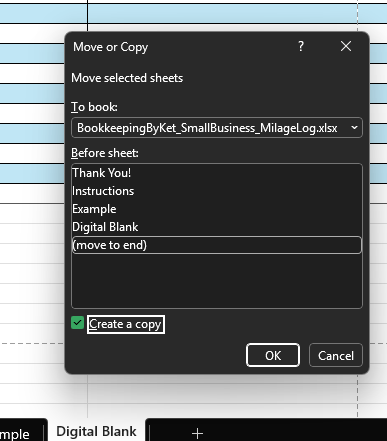 Move or Copy
?
Move selected sheets
To book:
BookkeepingByKet_SmallBusiness_MilageLog.xlsx
Before sheet:
Thank You!
Instructions
Example
Digital Blank
(move to end)
Create a copy
OK Cancel
mple Digital Blank +